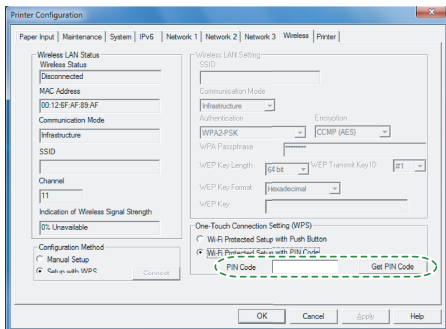 Printer Configuration
Paper Input Maintenance System IPv6 Network 1 Network 2 Network 3 Wireless Printer
Wireless LAN Status
Wireless Status
Disconnected
MAC Address
00:12:6F:AF:89:AF
Communication Mode
Infrastructure
SSID
Channel
11
Indication of Wireless Signal Strength
0% Unavailable
Configuration Method
Manual Setup
Setup with WPS
Connect
Wireless LAN Setting
SSID
Communication Mode
Infrastructure
Authentication Encryption
WPA2-PSK CCMP (AES)
WPA Passphrase ********
WEP Key Length 64 bit WEP Transmit Key ID #1
WEP Key Format Hexadecimal
WEP Key
One-Touch Connection Setting (WPS)
Wi-Fi Protected Setup with Push Button
Wi-Fi Protected Setup with PIN Code
PIN Code Get PIN Code
OK Cancel Apply Help